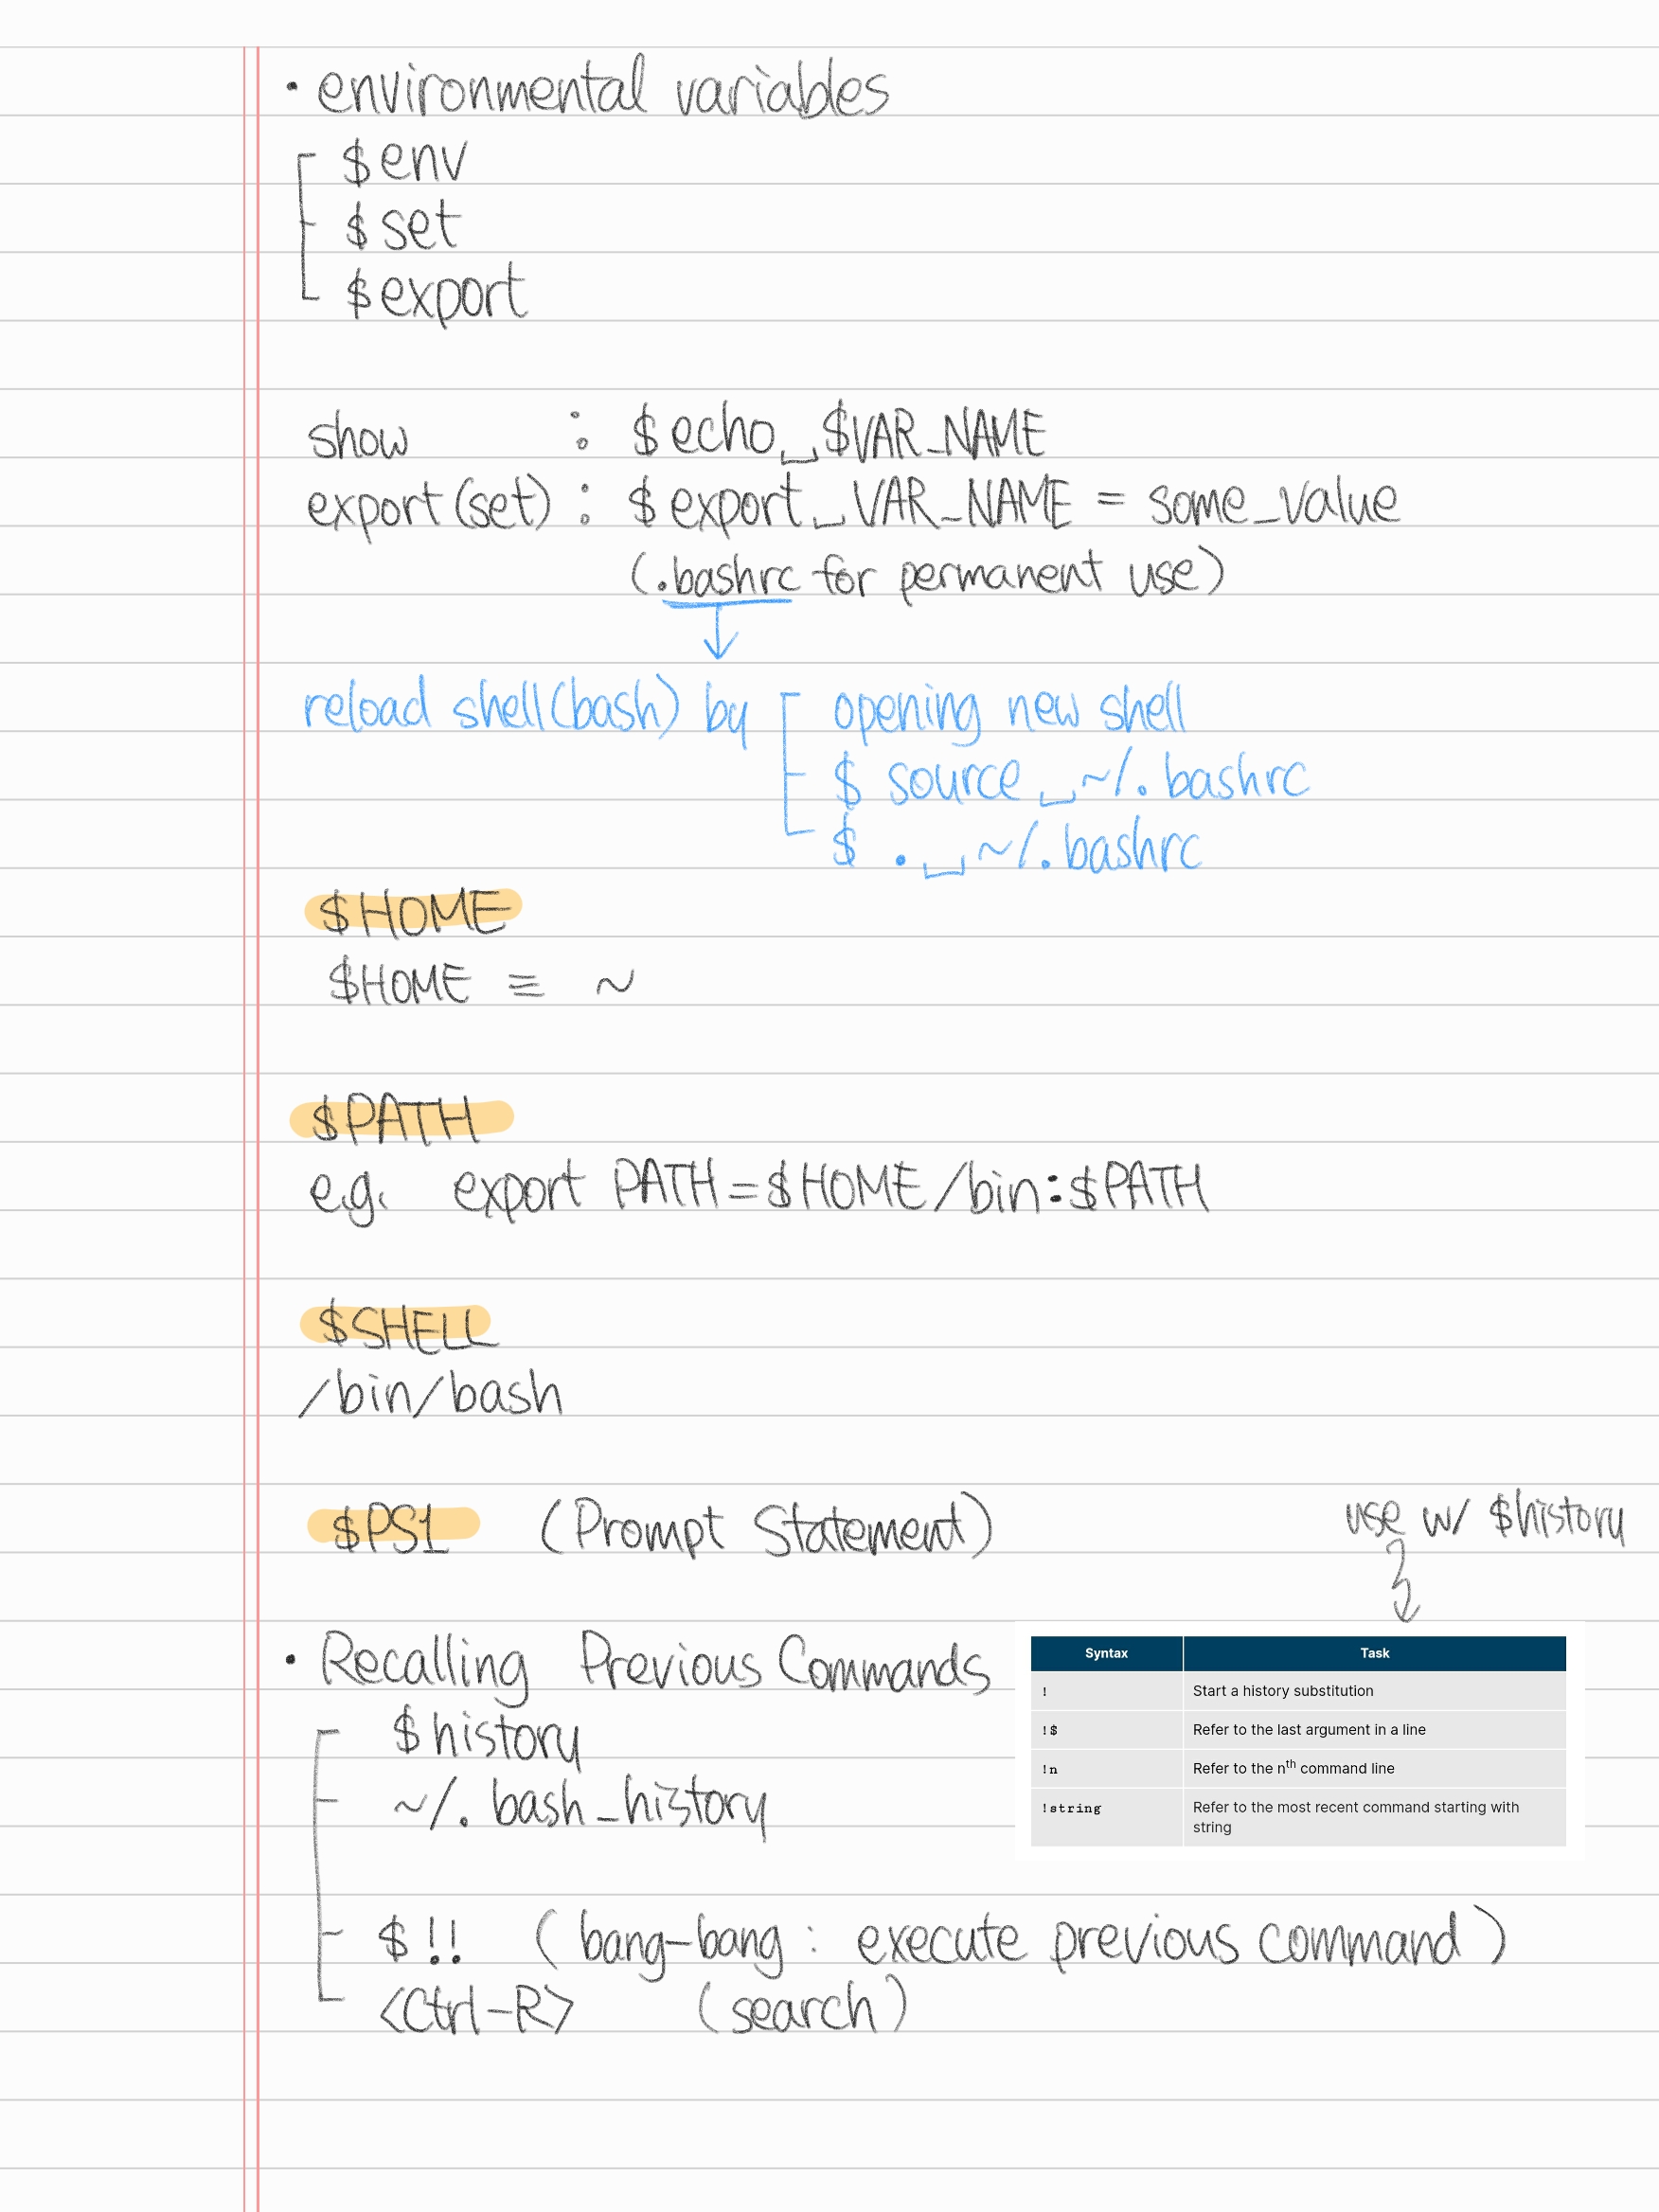 • environmental variables
$env
$set
$export
show : $echo␣$VAR_NAME
export(set) : $export␣VAR_NAME = some_value
(.bashrc for permanent use)
reload shell(bash) by
opening new shell
$ source␣~/.bashrc
$ .␣~/.bashrc
$HOME
$HOME ≡ ~
$PATH
e.g. export PATH=$HOME/bin:$PATH
$SHELL
/bin/bash
$PS1 (Prompt Statement)
use w/ $history
• Recalling Previous Commands
$history
~/.bash_history
$!! (bang-bang : execute previous command)
<Ctrl-R> (search)
Syntax Task
! Start a history substitution
!$ Refer to the last argument in a line
!n Refer to the nth command line
!string Refer to the most recent command starting with
string